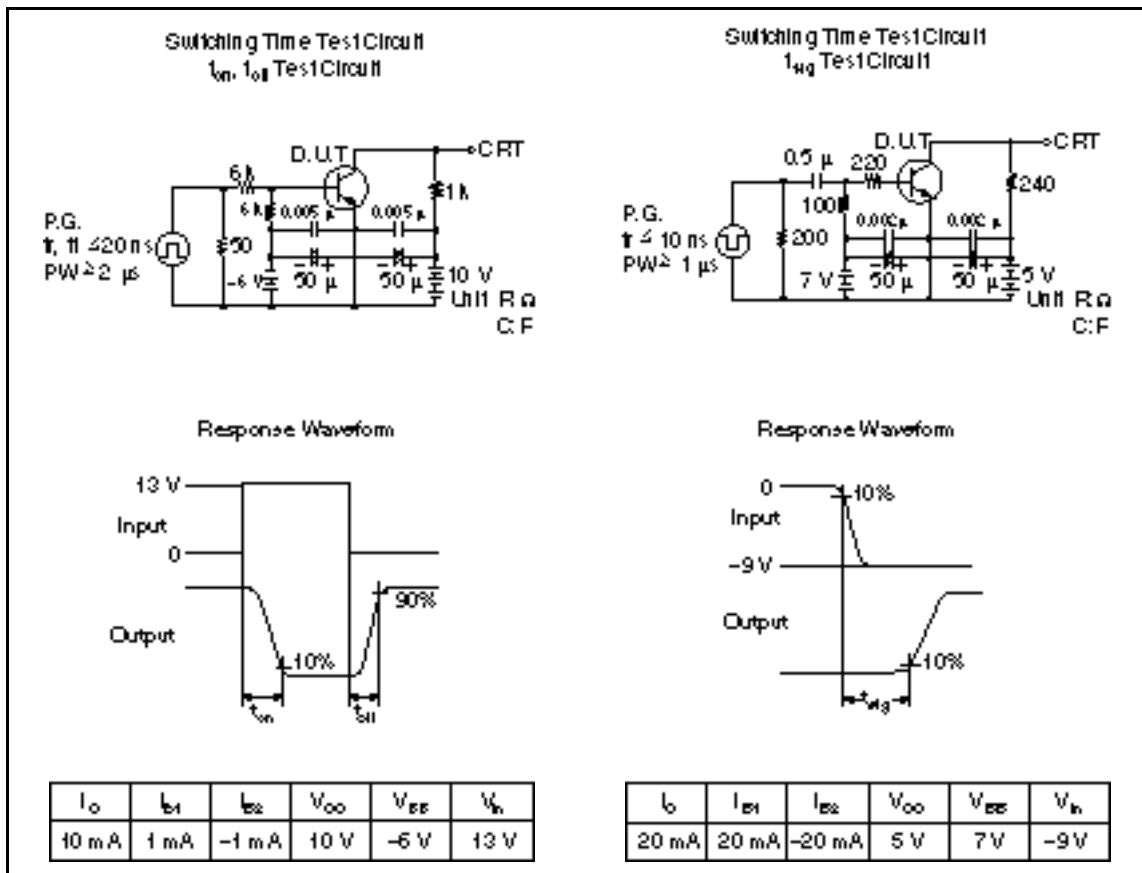 Switching Time Test Circuit
ton, toff Test Circuit
D.U.T
CRT
6 k
6 k
0.005 μ
0.005 μ
1 k
P.G.
tr, tf ≤ 20 ns
PW ≥ 2 μs
50
–6 V
– +
50 μ
– +
50 μ
10 V
Unit R: Ω
C: F
Response Waveform
13 V
Input
0
90%
Output
10%
ton
toff
IC IB1 IB2 VCC VBB Vin
10 mA 1 mA –1 mA 10 V –6 V 13 V
Switching Time Test Circuit
tstg Test Circuit
D.U.T
CRT
0.5 μ
220
100
240
0.002 μ
0.002 μ
P.G.
tr ≤ 10 ns
PW ≥ 1 μs
200
7 V
– +
50 μ
– +
50 μ
5 V
Unit R: Ω
C: F
Response Waveform
0
10%
Input
–9 V
Output
10%
tstg
IC IB1 IB2 VCC VBB Vin
20 mA 20 mA –20 mA 5 V 7 V –9 V